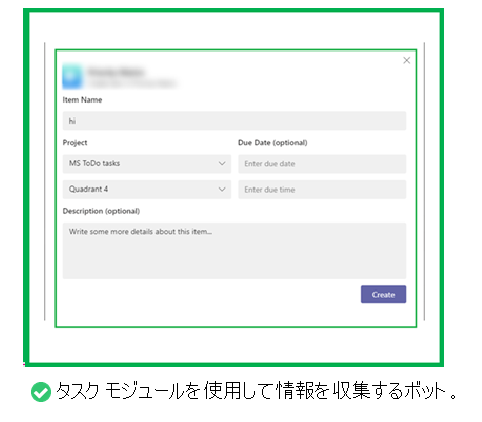 Item Name
hi
Project
Due Date (optional)
MS ToDo tasks
Enter due date
Quadrant 4
Enter due time
Description (optional)
Write some more details about this item...
Create
タスク モジュールを使用して情報を収集するボット。